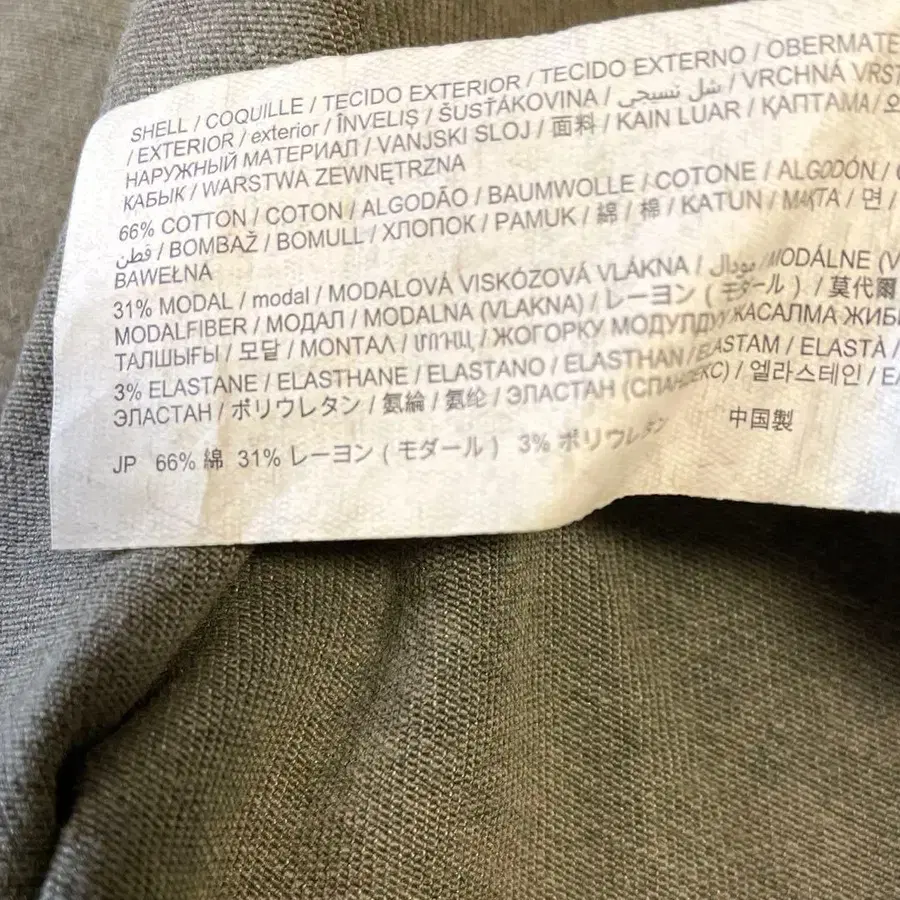 SHELL / COQUILLE / TECIDO EXTERIOR / TECIDO EXTERNO / OBERMATE
/ EXTERIOR / exterior / ÎNVELIȘ / ŠUSŤÁKOVINA / شل نسيجي / VRCHNÁ VRST
НАРУЖНЫЙ МАТЕРИАЛ / VANJSKI SLOJ / 面料 / KAIN LUAR / ҚАПТАМА /
КАБЫК / WARSTWA ZEWNĘTRZNA
66% COTTON / COTON / ALGODÃO / BAUMWOLLE / COTONE / ALGODÓN /
قطن / BOMBAŽ / BOMULL / ХЛОПОК / PAMUK / 綿 / 棉 / KATUN / МАҚТА / 면 /
BAWEŁNA
31% MODAL / modal / MODALOVÁ VISKÓZOVÁ VLÁKNA / مودال / MODÁLNE (V
MODALFIBER / МОДАЛ / MODALNA (VLAKNA) / レーヨン ( モダール ) / 莫代爾
ТАЛШЫҒЫ / 모달 / ΜΟΝΤΑΛ / ЖОГОРКУ МОДУЛДУУ ЖАСАЛМА ЖИБ
3% ELASTANE / ELASTHANE / ELASTANO / ELASTHAN / ELASTAM / ELASTÀ /
ЭЛАСТАН / ポリウレタン / 氨綸 / 氨纶 / ЭЛАСТАН (СПАНДЕКС) / 엘라스테인 /
JP 66% 綿 31% レーヨン ( モダール ) 3% ポリウレタン 中国製